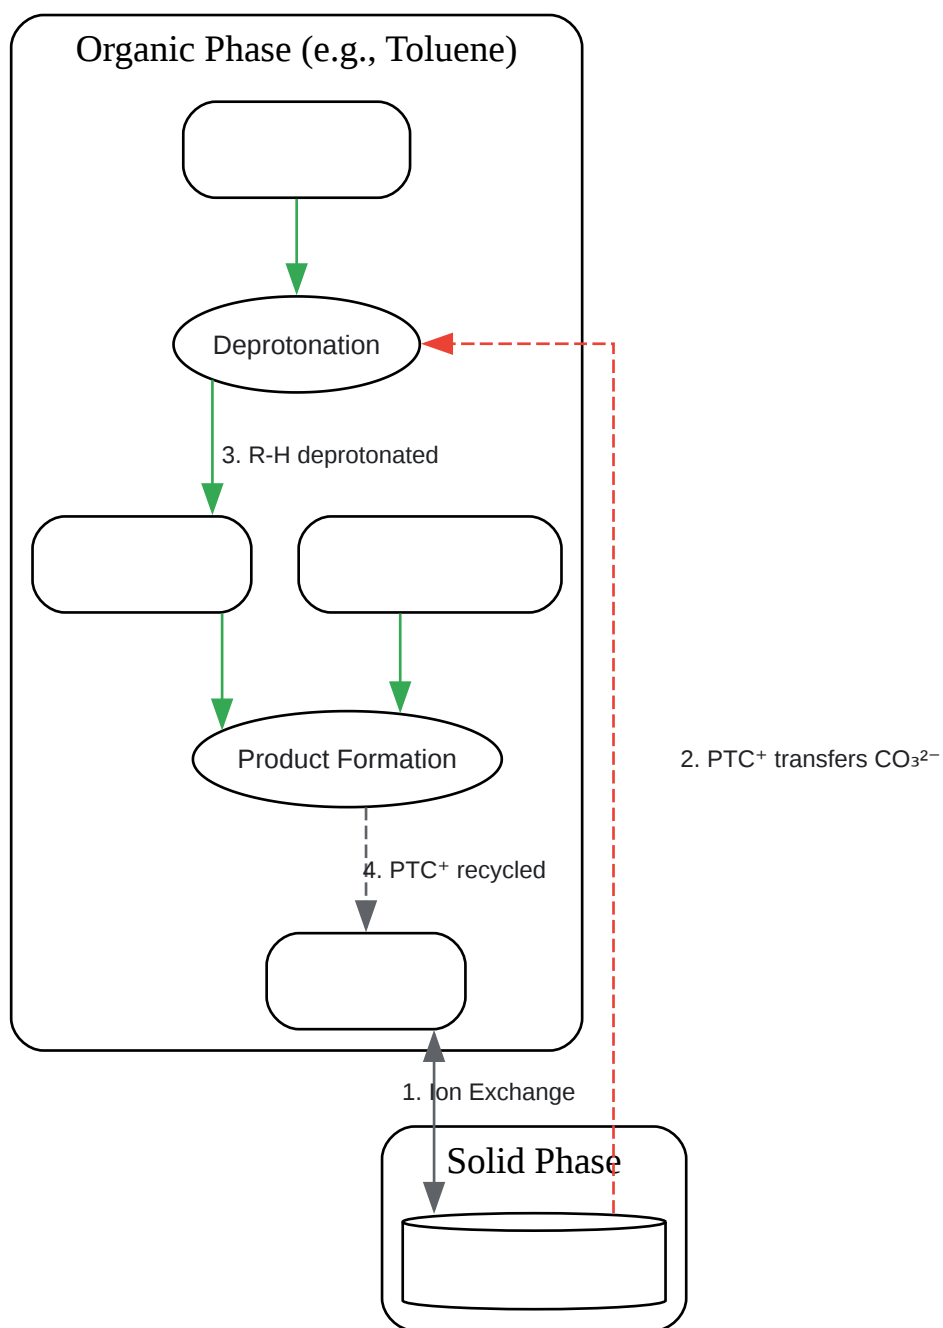 Organic Phase (e.g., Toluene)
Deprotonation
3. R-H deprotonated
Product Formation
2. PTC⁺ transfers CO₃²⁻
4. PTC⁺ recycled
1. Ion Exchange
Solid Phase